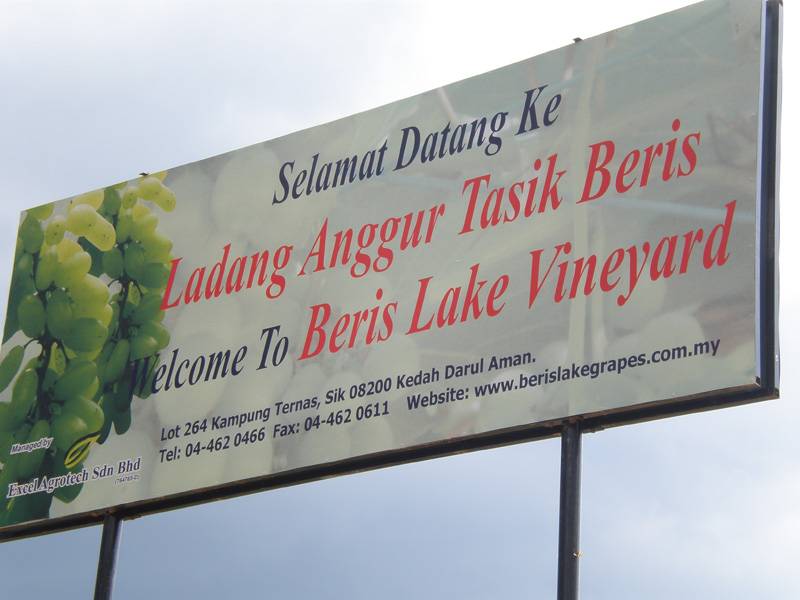 Selamat Datang Ke
Ladang Anggur Tasik Beris
Welcome To Beris Lake Vineyard
Lot 264 Kampung Ternas, Sik 08200 Kedah Darul Aman.
Tel: 04-462 0466 Fax: 04-462 0611 Website: www.berislakegrapes.com.my
Managed by
Excel Agrotech Sdn Bhd